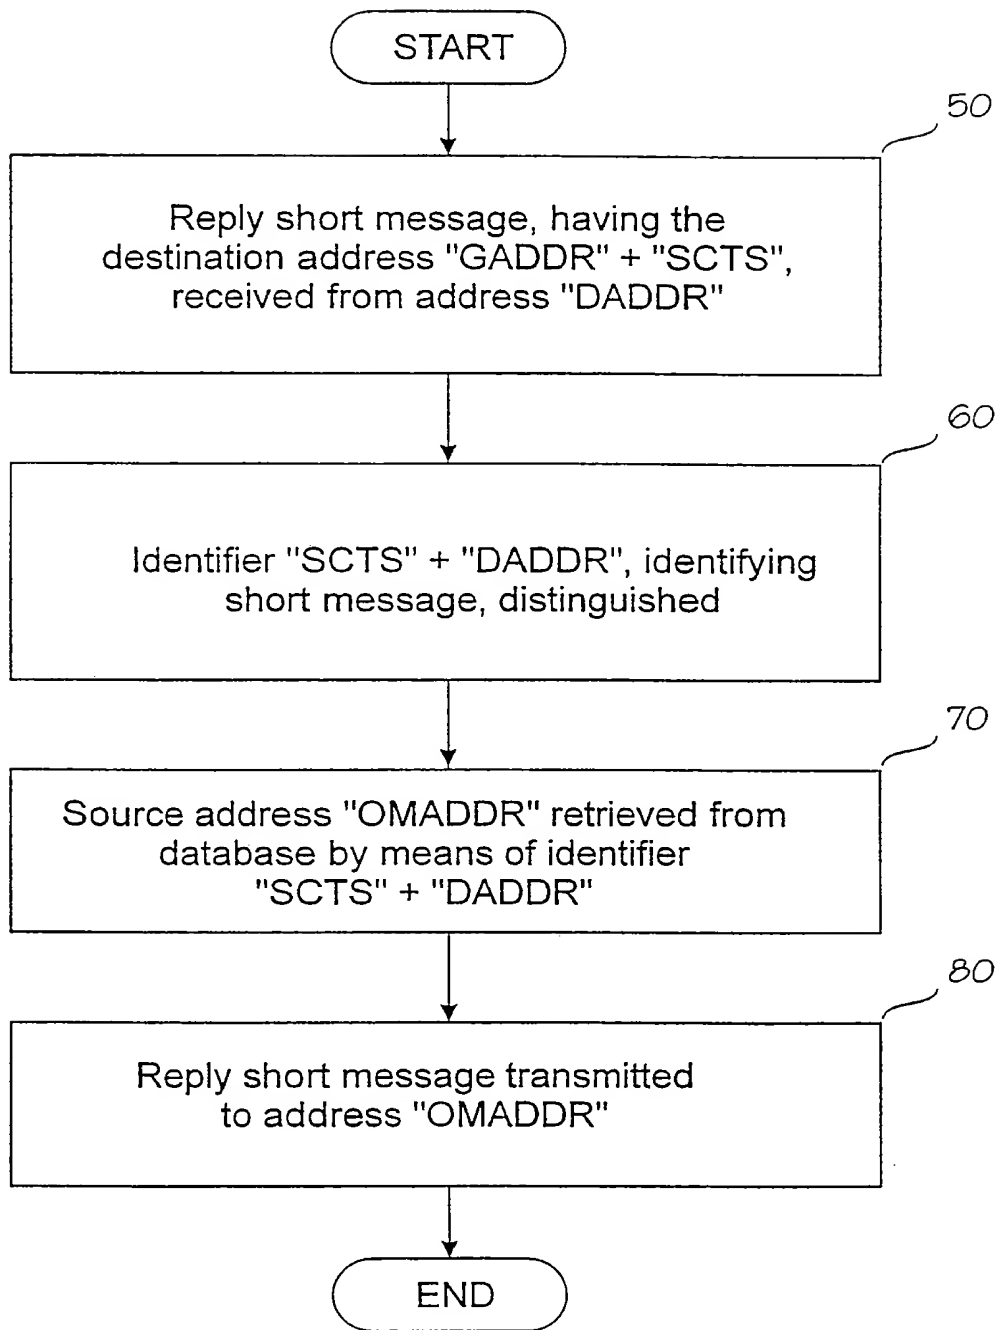 START
50
Reply short message, having the
destination address "GADDR" + "SCTS",
received from address "DADDR"
60
Identifier "SCTS" + "DADDR", identifying
short message, distinguished
70
Source address "OMADDR" retrieved from
database by means of identifier
"SCTS" + "DADDR"
80
Reply short message transmitted
to address "OMADDR"
END